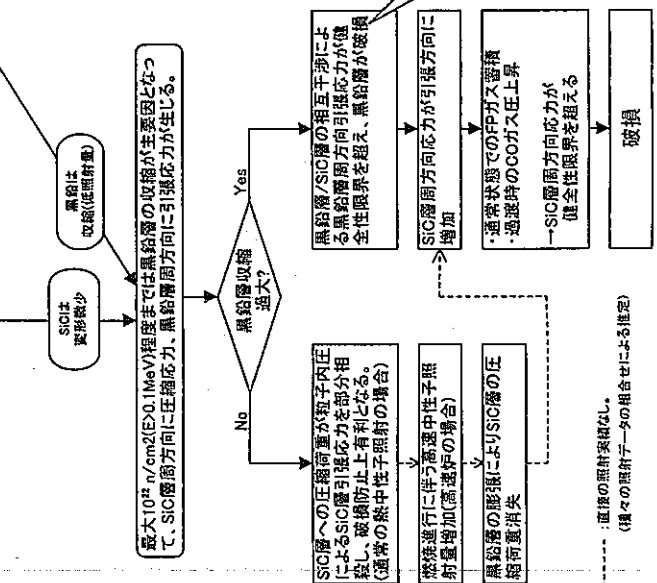 SiCは
変形微少
黒鉛は
収縮(低照射量)
最大10²² n/cm2(E>0.1MeV)程度までは黒鉛層の収縮が主要因となっ
て、SiC層周方向に圧縮応力、黒鉛層周方向に引張応力が生じる。
黒鉛層収縮
過大?
No
Yes
SiC層への圧縮荷重が粒子内圧
によるSiC層引張応力を部分相
殺し、破損防止上有利となる。
(通常の熱中性子照射の場合)
燃焼進行に伴う高速中性子照
射量増加(高速炉の場合)
黒鉛層の膨張によりSiC層の圧
縮荷重消失
黒鉛層/SiC層の相互干渉によ
る黒鉛層周方向引張応力が健
全性限界を超え、黒鉛層が破損
SiC層周方向応力が引張方向に
増加
・通常状態でのFPガス蓄積
・過渡時のCOガス圧上昇
→SiC層周方向応力が
健全性限界を超える
破損
:直接の照射実績なし。
(種々の照射データの組合せによる推定)